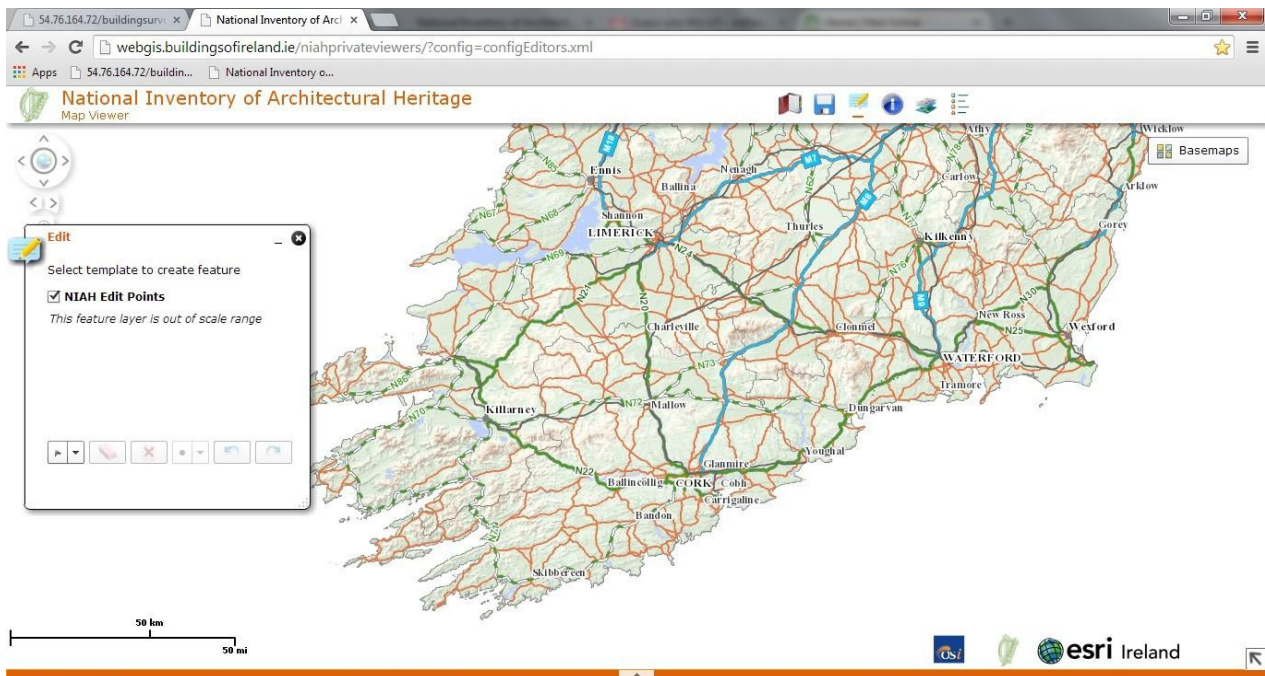 54.76.164.72/buildingsurv
National Inventory of Arch
webgis.buildingsofireland.ie/niahprivateviewers/?config=configEditors.xml
Apps
54.76.164.72/buildin...
National Inventory o...
National Inventory of Architectural Heritage
Map Viewer
Basemaps
Edit
Select template to create feature
NIAH Edit Points
This feature layer is out of scale range
M18
Athy
N78
Wicklow
N85
Ennis
Nenagh
M7
N62
Ballina
Carlow
Arklow
M8
N67
N68
Shannon
LIMERICK
Thurles
N77
Kilkenny
Gorey
N69
N24
N76
N21
N20
M9
N30
Charleville
Clonmel
New Ross
N25
Wexford
WATERFORD
N73
Tramore
N86
N70
Killarney
N72
Mallow
Dungarvan
Youghal
N22
Glanmire
Ballincollig
CORK
Cobh
Carrigaline
Bandon
N71
Skibbereen
50 km
50 mi
OSi
esri Ireland